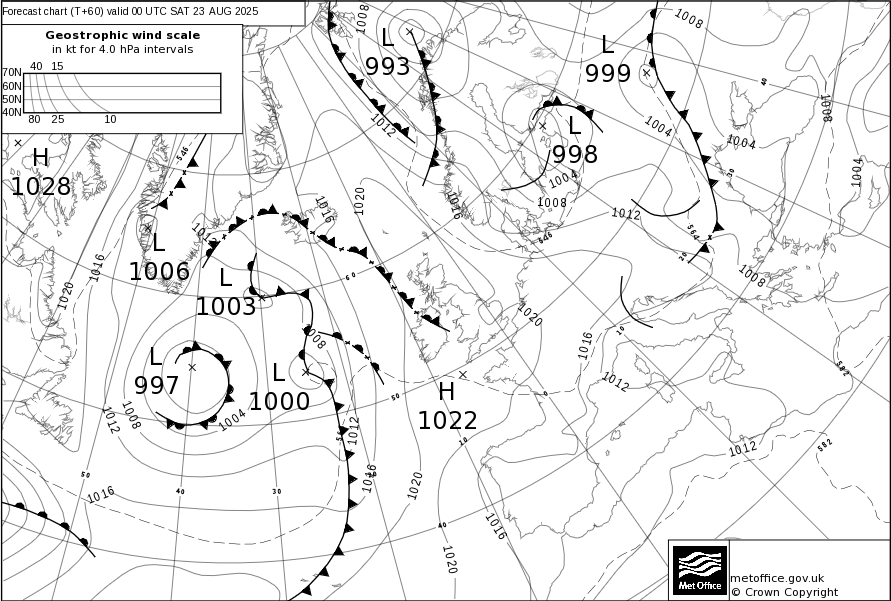 Forecast chart (T+60) valid 00 UTC SAT 23 AUG 2025
Geostrophic wind scale
in kt for 4.0 hPa intervals
40 15
70N
60N
50N
40N
80 25 10
H
1028
L
1006
L
1003
L
997
L
1000
L
993
L
999
L
998
H
1022
1008
1012
1008
1004
1004
1008
1004
1004
1008
1012
1016
1020
1016
1016
1020
1012
1008
1004
1012
1016
1012
1016
1020
1020
1016
1020
1016
1012
1012
1008
546
546
564
582
582
40
30
20
10
0
10
60
50
50
40
30
40
metoffice.gov.uk
© Crown Copyright
Met Office